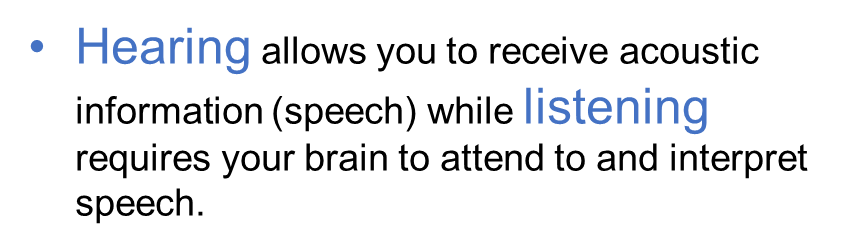 • Hearing allows you to receive acoustic
information (speech) while listening
requires your brain to attend to and interpret
speech.